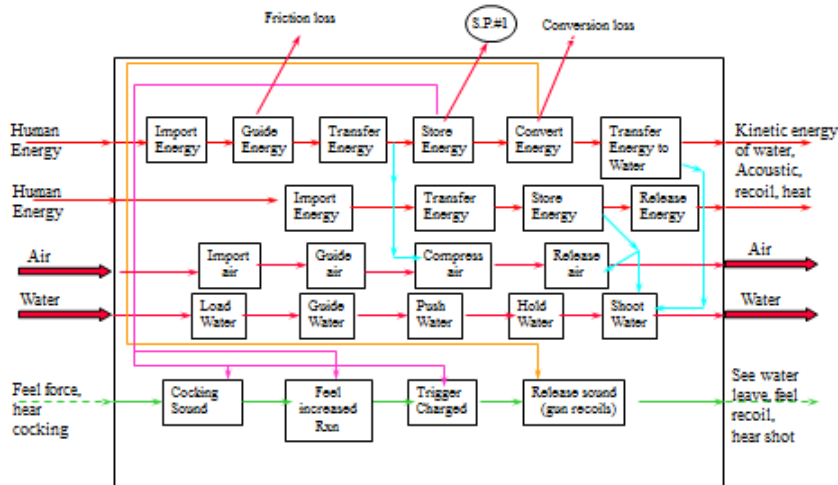 Friction loss
S.P.#1
Conversion loss
Human
Energy
Import
Energy
Guide
Energy
Transfer
Energy
Store
Energy
Convert
Energy
Transfer
Energy to
Water
Kinetic energy
of water,
Acoustic,
recoil, heat
Human
Energy
Import
Energy
Transfer
Energy
Store
Energy
Release
Energy
Air
Import
air
Guide
air
Compress
air
Release
air
Air
Water
Load
Water
Guide
Water
Push
Water
Hold
Water
Shoot
Water
Water
Feel force,
hear
cocking
Cocking
Sound
Feel
increased
Rxn
Trigger
Charged
Release sound
(gun recoils)
See water
leave, feel
recoil,
hear shot